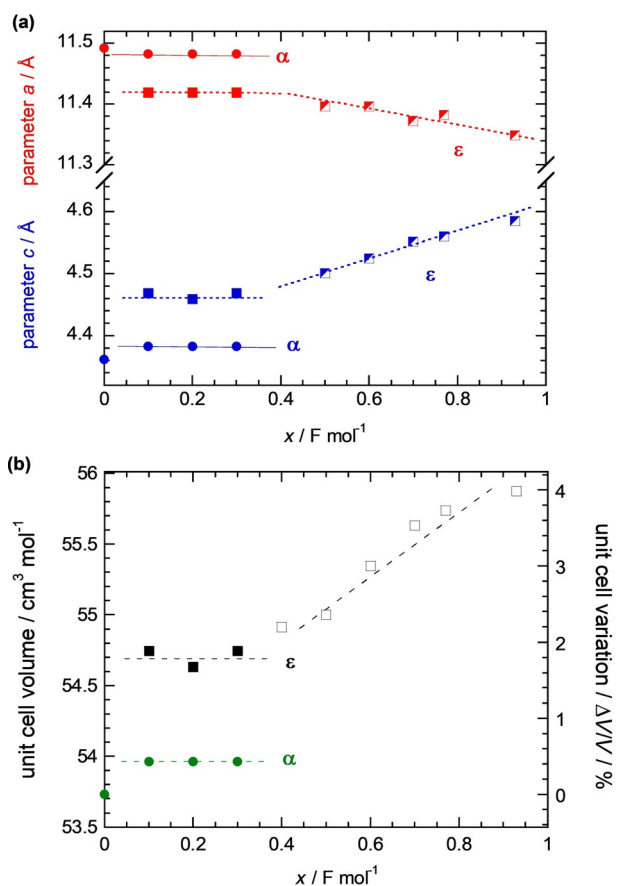 (a)
11.5
11.4
11.3
parameter a / Å
α
ε
4.6
4.5
4.4
parameter c / Å
ε
α
0 0.2 0.4 0.6 0.8 1
x / F mol⁻¹
(b)
56
55.5
55
54.5
54
53.5
unit cell volume / cm³ mol⁻¹
ε
α
4
3
2
1
0
unit cell variation / ΔV/V / %
0 0.2 0.4 0.6 0.8 1
x / F mol⁻¹